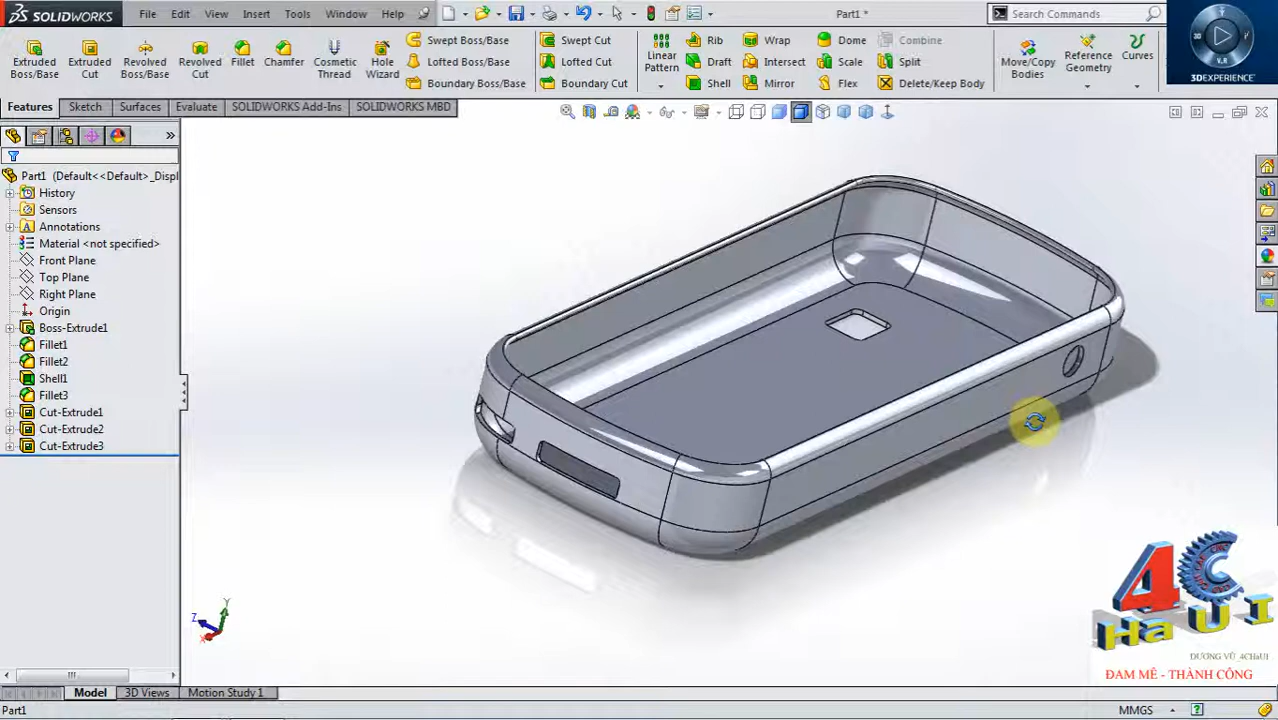 SOLIDWORKS File Edit View Insert Tools Window Help Part1 * Search Commands
3D V.R
3DEXPERIENCE
Extruded Boss/Base
Extruded Cut
Revolved Boss/Base
Revolved Cut
Fillet
Chamfer
Cosmetic Thread
Hole Wizard
Swept Boss/Base
Lofted Boss/Base
Boundary Boss/Base
Swept Cut
Lofted Cut
Boundary Cut
Linear Pattern
Rib
Draft
Shell
Wrap
Intersect
Mirror
Dome
Scale
Flex
Combine
Split
Delete/Keep Body
Move/Copy Bodies
Reference Geometry
Curves
Features Sketch Surfaces Evaluate SOLIDWORKS Add-Ins SOLIDWORKS MBD
Part1 (Default<<Default>_Displ
History
Sensors
Annotations
Material <not specified>
Front Plane
Top Plane
Right Plane
Origin
Boss-Extrude1
Fillet1
Fillet2
Shell1
Fillet3
Cut-Extrude1
Cut-Extrude2
Cut-Extrude3
Y
Z
X
4C
HaUI
DƯƠNG VŨ_4CHaUI
ĐAM MÊ - THÀNH CÔNG
Model 3D Views Motion Study 1
Part1 MMGS